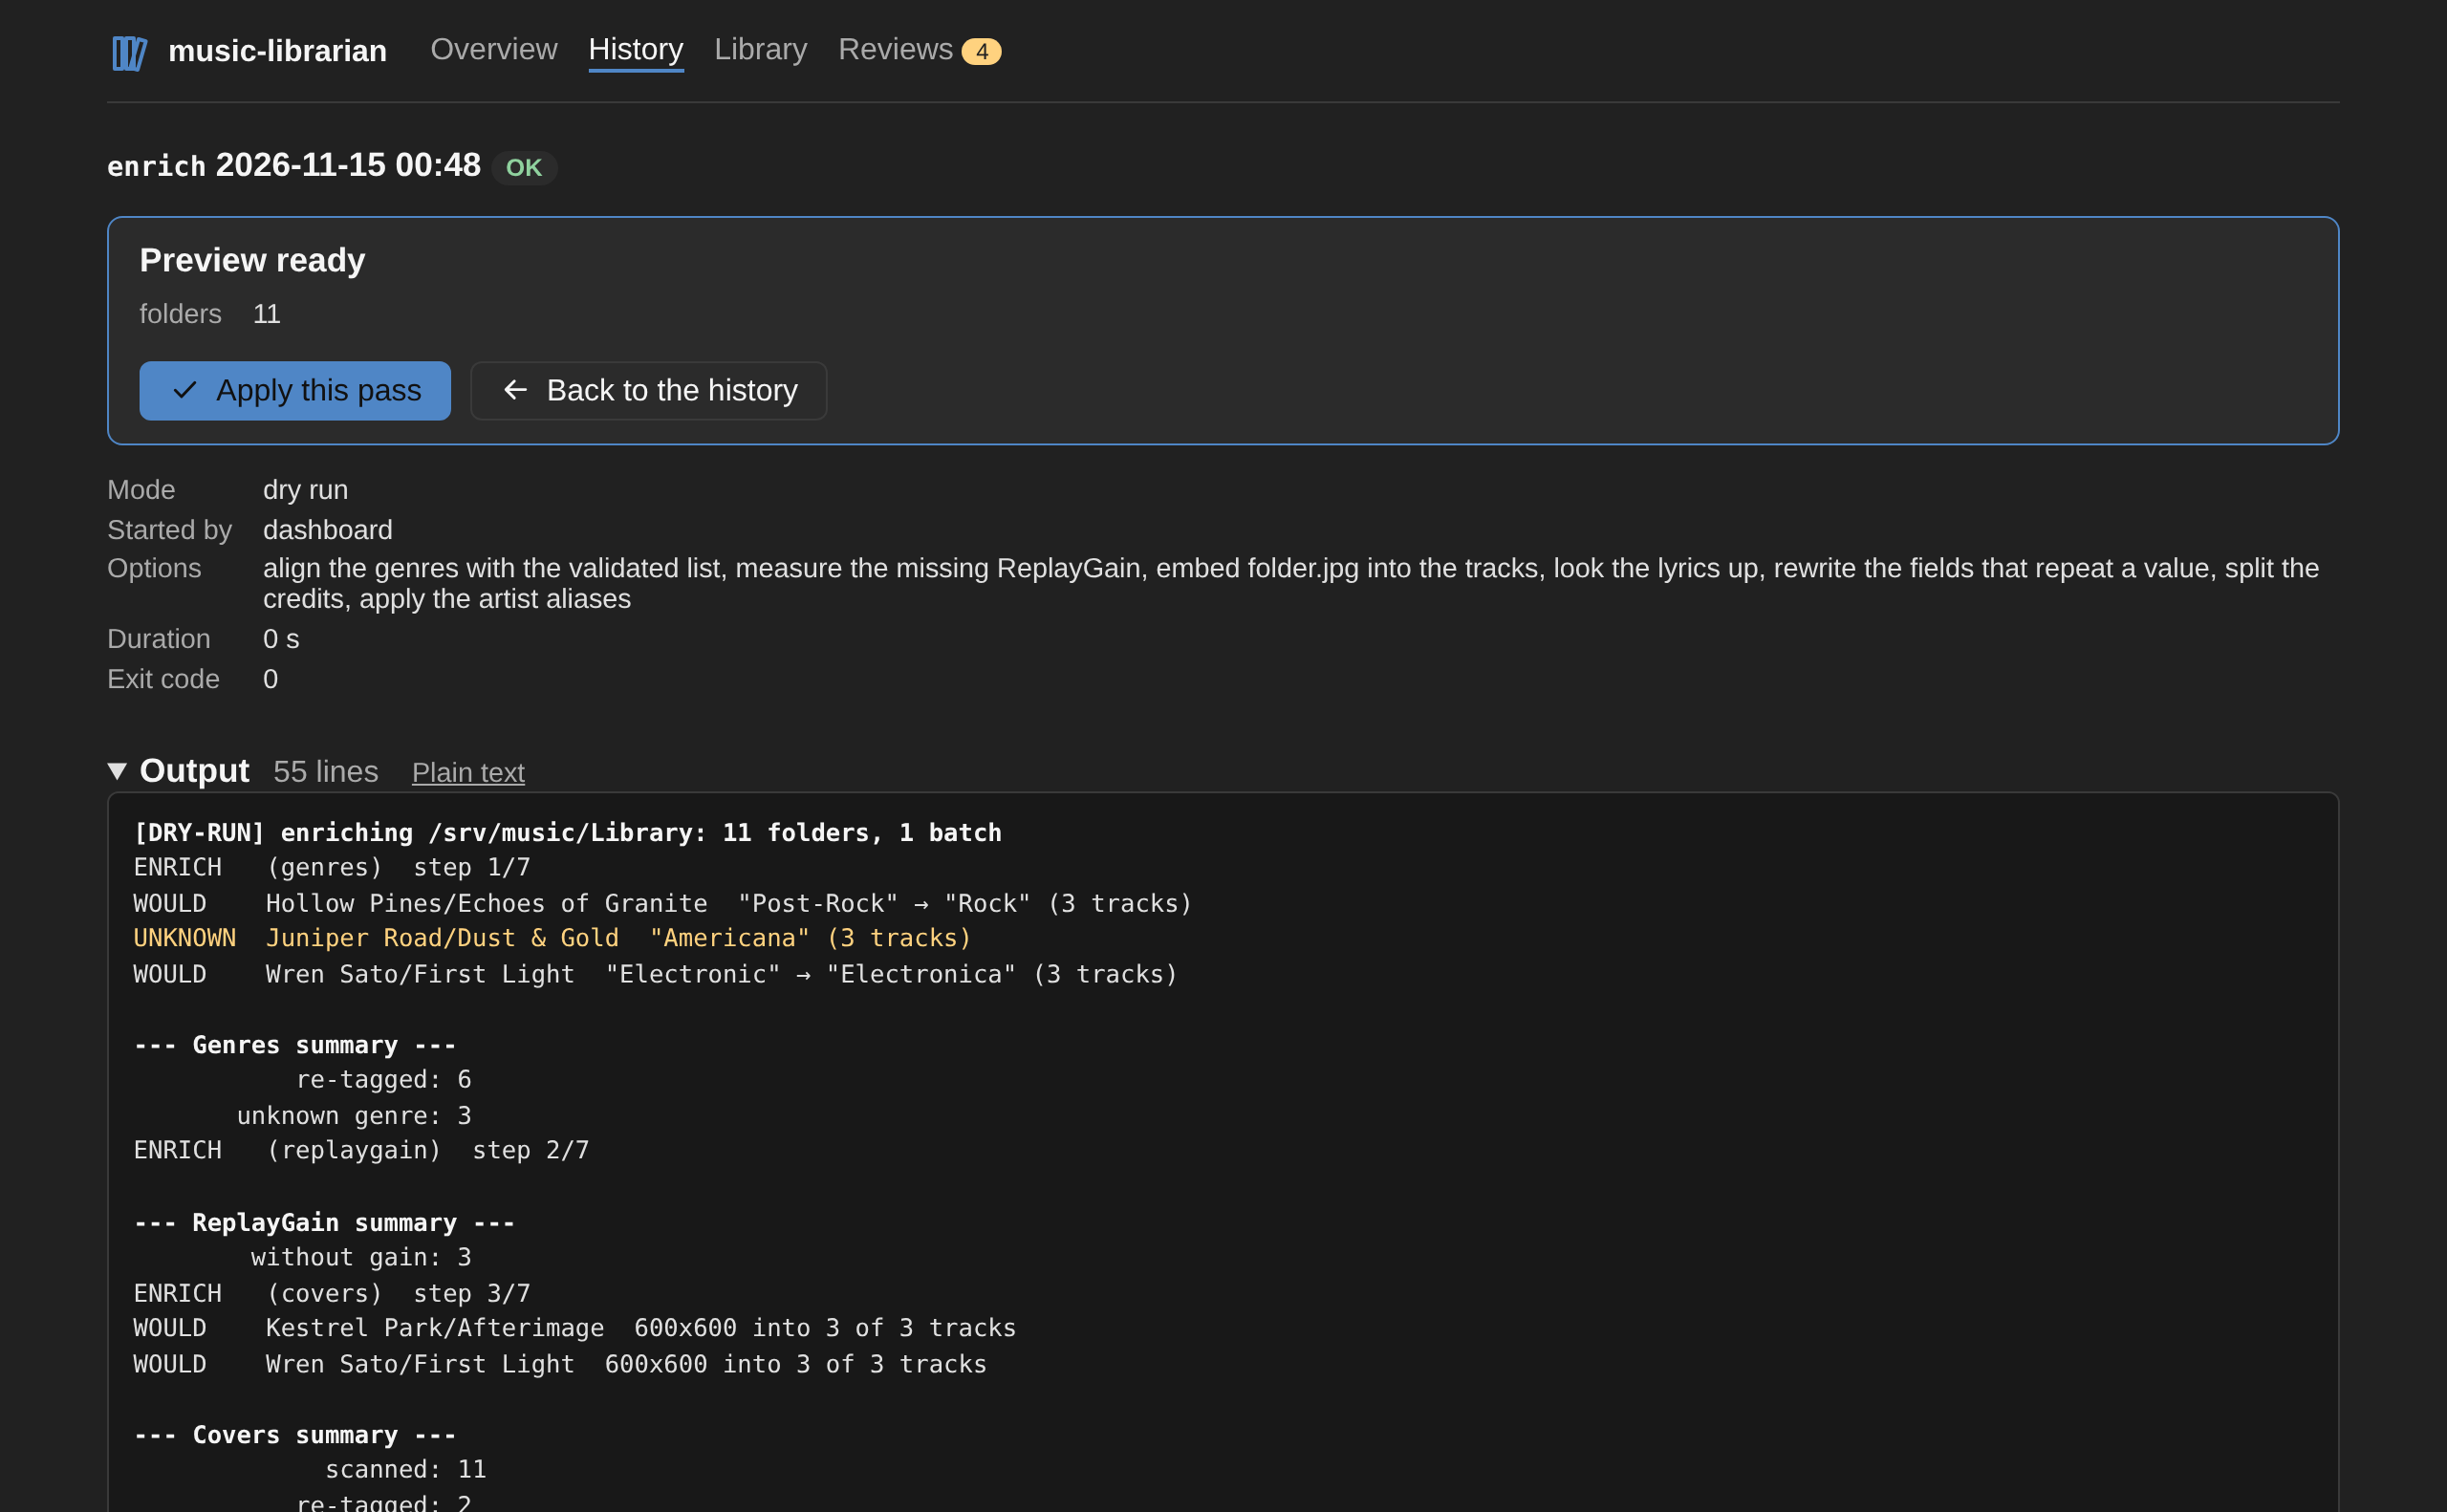 music-librarian Overview History Library Reviews 4
enrich 2026-11-15 00:48 OK
Preview ready
folders 11
Apply this pass Back to the history
Mode dry run
Started by dashboard
Options align the genres with the validated list, measure the missing ReplayGain, embed folder.jpg into the tracks, look the lyrics up, rewrite the fields that repeat a value, split the
credits, apply the artist aliases
Duration 0 s
Exit code 0
Output 55 lines Plain text
[DRY-RUN] enriching /srv/music/Library: 11 folders, 1 batch
ENRICH (genres) step 1/7
WOULD Hollow Pines/Echoes of Granite "Post-Rock" → "Rock" (3 tracks)
UNKNOWN Juniper Road/Dust & Gold "Americana" (3 tracks)
WOULD Wren Sato/First Light "Electronic" → "Electronica" (3 tracks)
--- Genres summary ---
re-tagged: 6
unknown genre: 3
ENRICH (replaygain) step 2/7
--- ReplayGain summary ---
without gain: 3
ENRICH (covers) step 3/7
WOULD Kestrel Park/Afterimage 600x600 into 3 of 3 tracks
WOULD Wren Sato/First Light 600x600 into 3 of 3 tracks
--- Covers summary ---
scanned: 11
re-tagged: 2